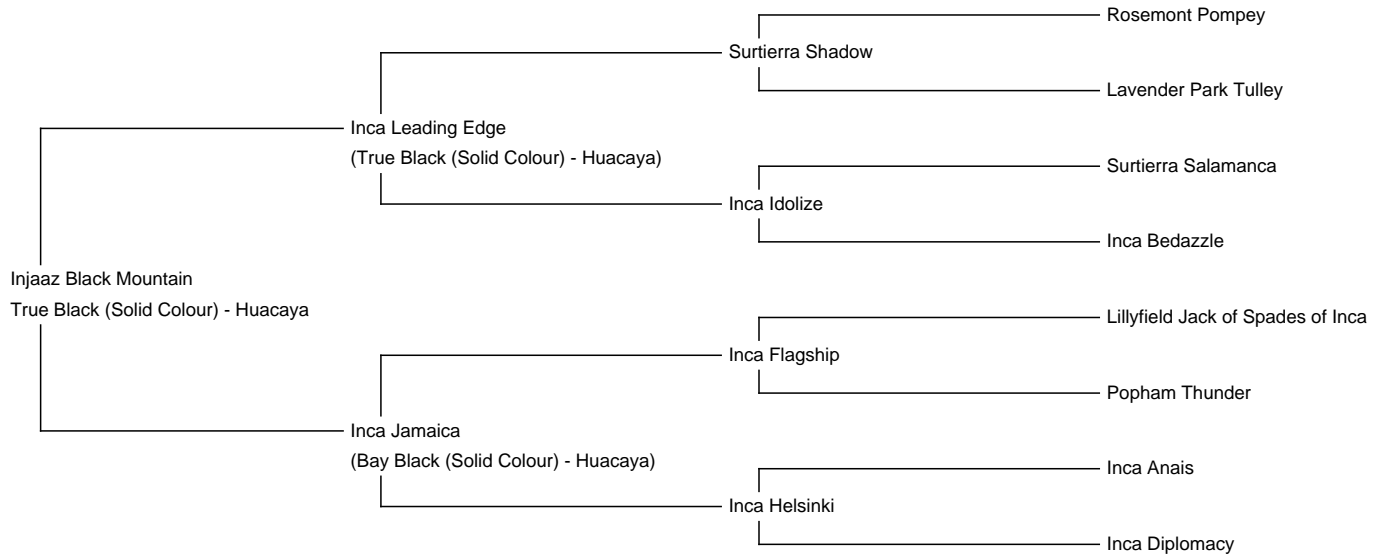 Rosemont Pompey
Surtierra Shadow
Lavender Park Tulley
Inca Leading Edge
(True Black (Solid Colour) - Huacaya)
Surtierra Salamanca
Inca Idolize
Inca Bedazzle
Injaaz Black Mountain
True Black (Solid Colour) - Huacaya
Lillyfield Jack of Spades of Inca
Inca Flagship
Popham Thunder
Inca Jamaica
(Bay Black (Solid Colour) - Huacaya)
Inca Anais
Inca Helsinki
Inca Diplomacy